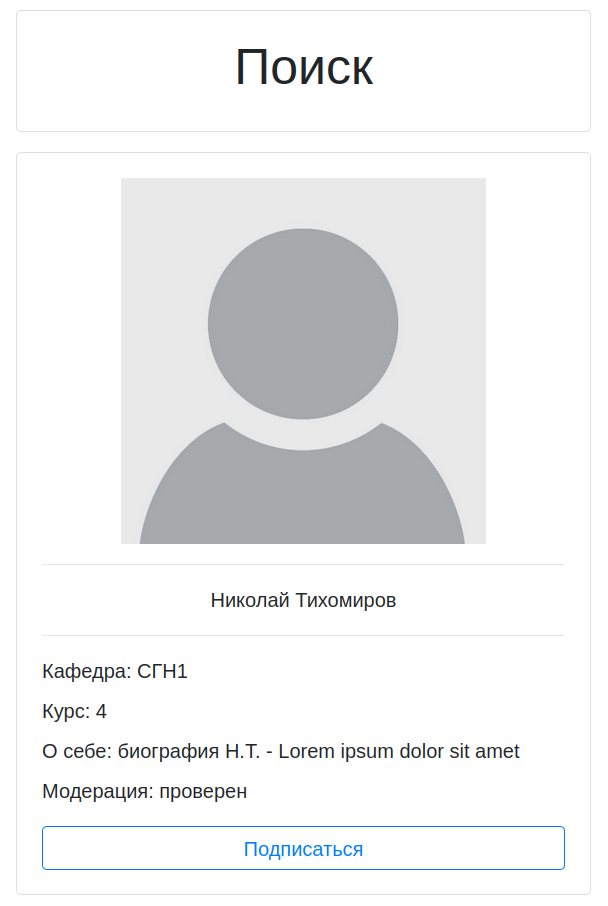 Поиск
Николай Тихомиров
Кафедра: СГН1
Курс: 4
О себе: биография Н.Т. - Lorem ipsum dolor sit amet
Модерация: проверен
Подписаться